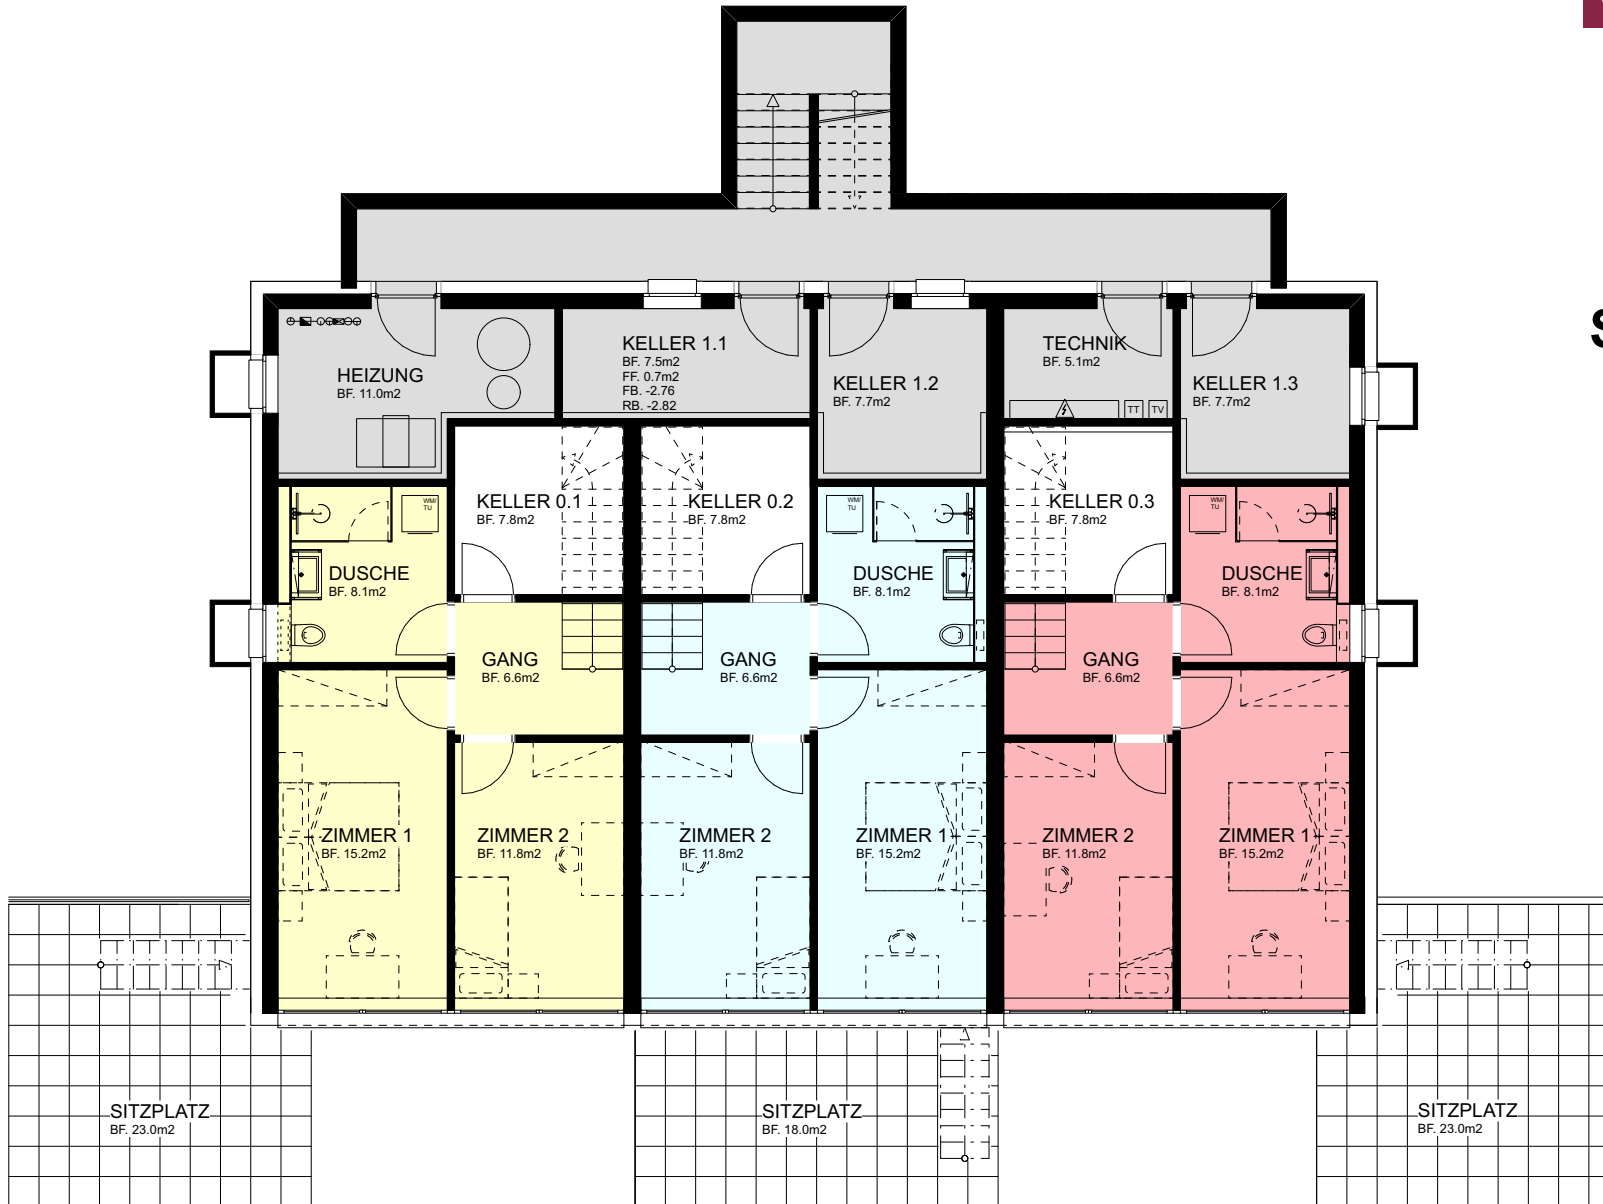 S
KELLER 1.1
BF. 7.5m2
FF. 0.7m2
FB. -2.76
RB. -2.82
TECHNIK
BF. 5.1m2
HEIZUNG
BF. 11.0m2
KELLER 1.2
BF. 7.7m2
KELLER 1.3
BF. 7.7m2
TT
TV
KELLER 0.1
BF. 7.8m2
KELLER 0.2
BF. 7.8m2
KELLER 0.3
BF. 7.8m2
WM/
TU
WM/
TU
WM/
TU
DUSCHE
BF. 8.1m2
DUSCHE
BF. 8.1m2
DUSCHE
BF. 8.1m2
GANG
BF. 6.6m2
GANG
BF. 6.6m2
GANG
BF. 6.6m2
ZIMMER 1
BF. 15.2m2
ZIMMER 2
BF. 11.8m2
ZIMMER 2
BF. 11.8m2
ZIMMER 1
BF. 15.2m2
ZIMMER 2
BF. 11.8m2
ZIMMER 1
BF. 15.2m2
SITZPLATZ
BF. 23.0m2
SITZPLATZ
BF. 18.0m2
SITZPLATZ
BF. 23.0m2